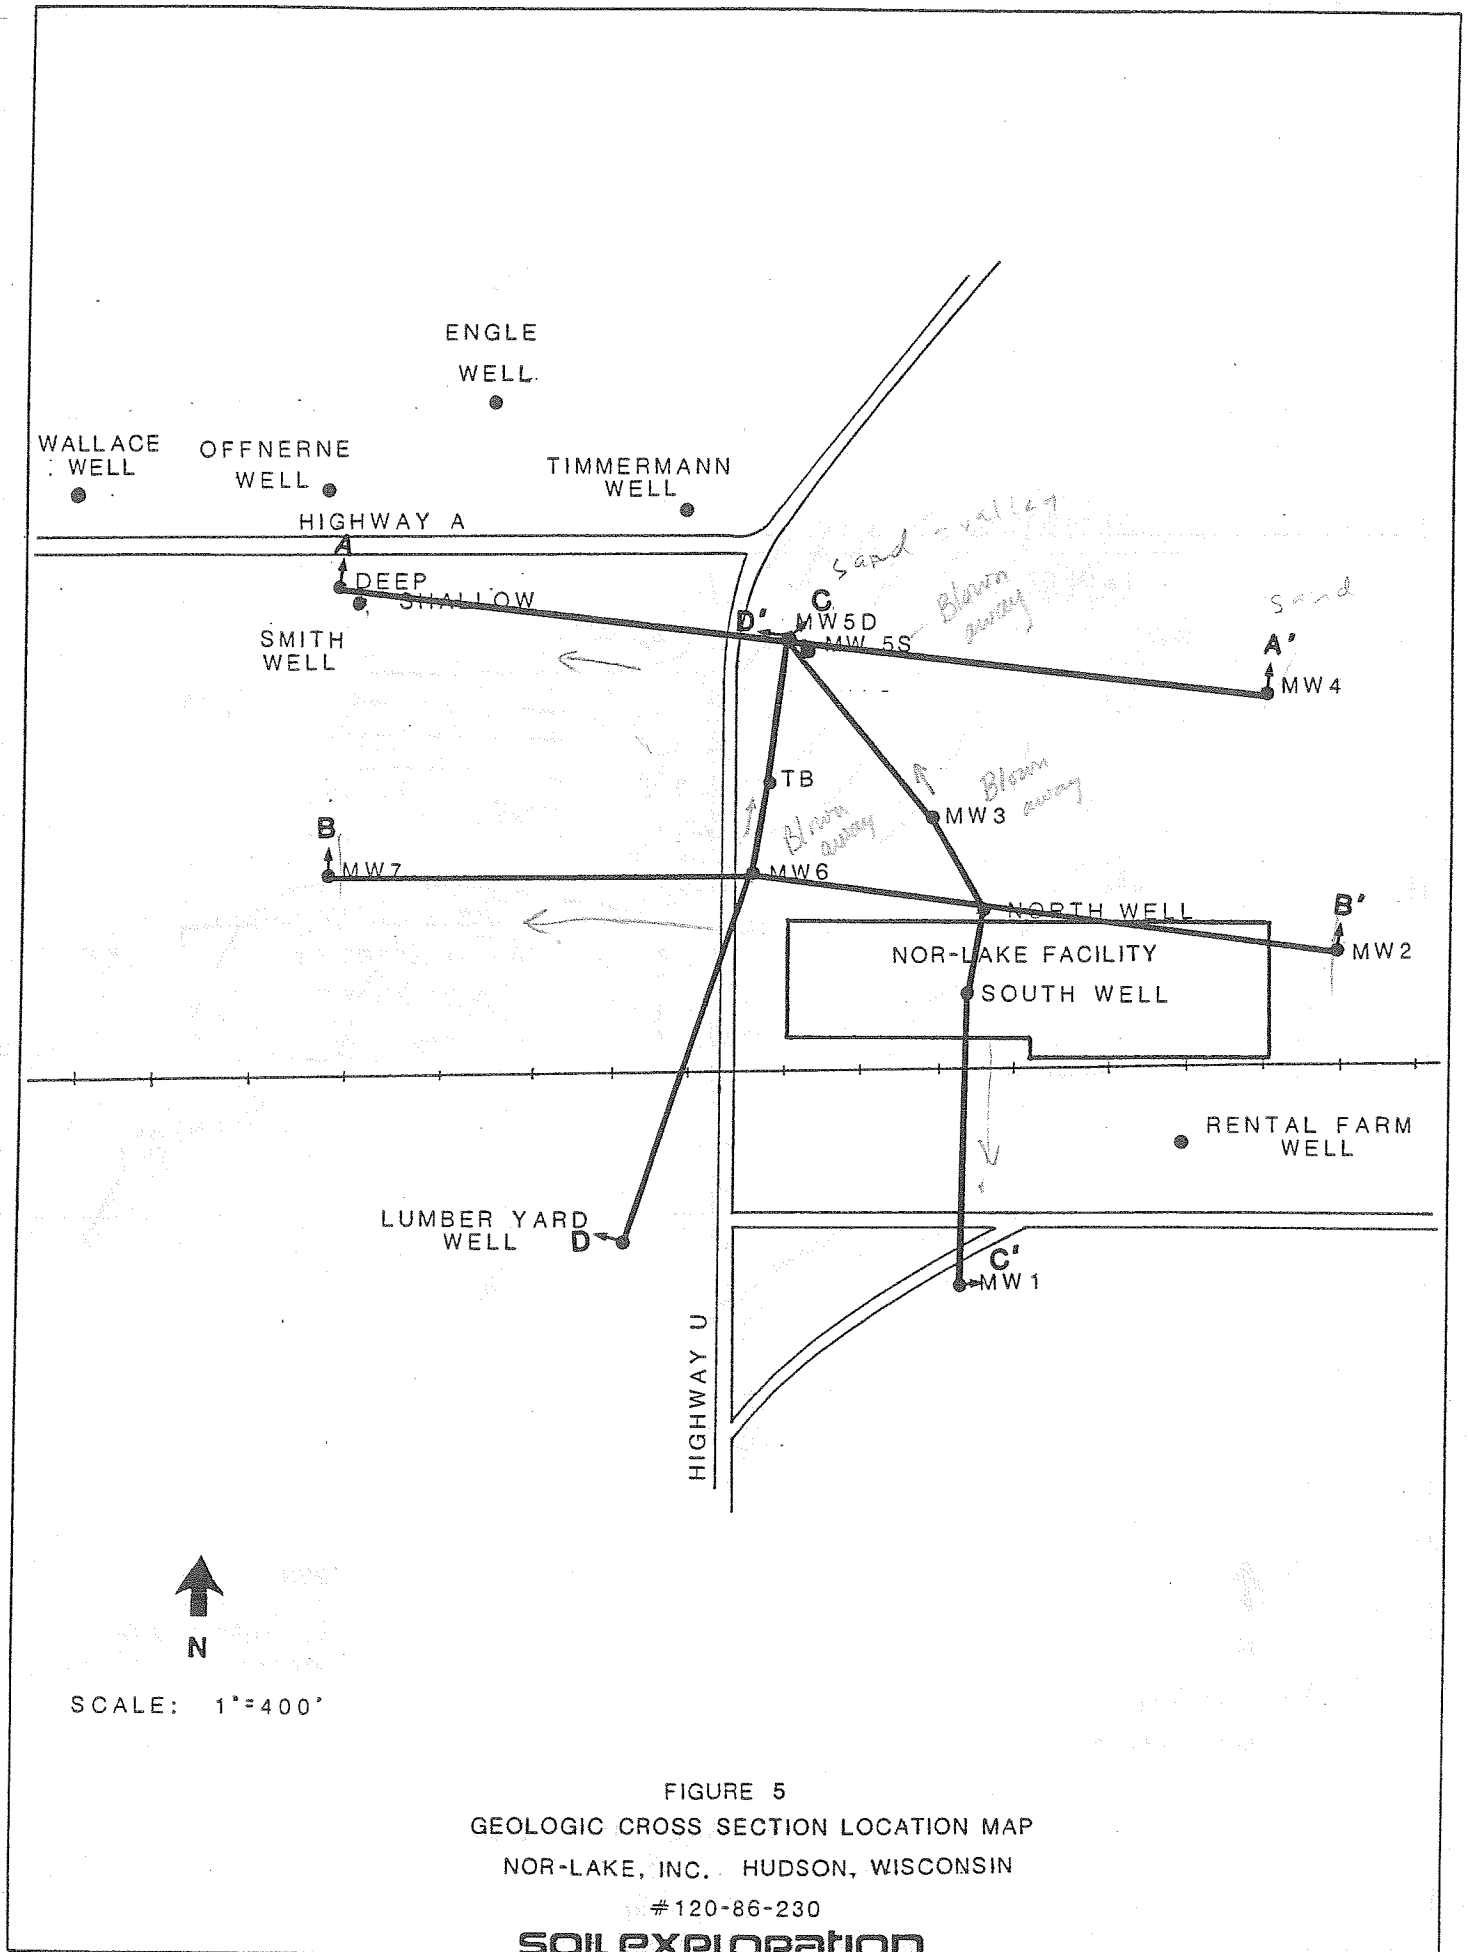 ENGLE
WELL
WALLACE
WELL
OFFNERNE
WELL
TIMMERMANN
WELL
HIGHWAY A
A
DEEP
SHALLOW
SMITH
WELL
Sand - valley
Blown
away
Sand
D'
C
MW5D
MW 5S
A'
MW4
TB
Blown
away
MW3
Blown
away
B
MW7
MW6
NORTH WELL
B'
MW2
NOR-LAKE FACILITY
SOUTH WELL
RENTAL FARM
WELL
LUMBER YARD
WELL
D
C'
MW1
HIGHWAY U
N
SCALE: 1"=400'
FIGURE 5
GEOLOGIC CROSS SECTION LOCATION MAP
NOR-LAKE, INC. HUDSON, WISCONSIN
#120-86-230
soil exploration